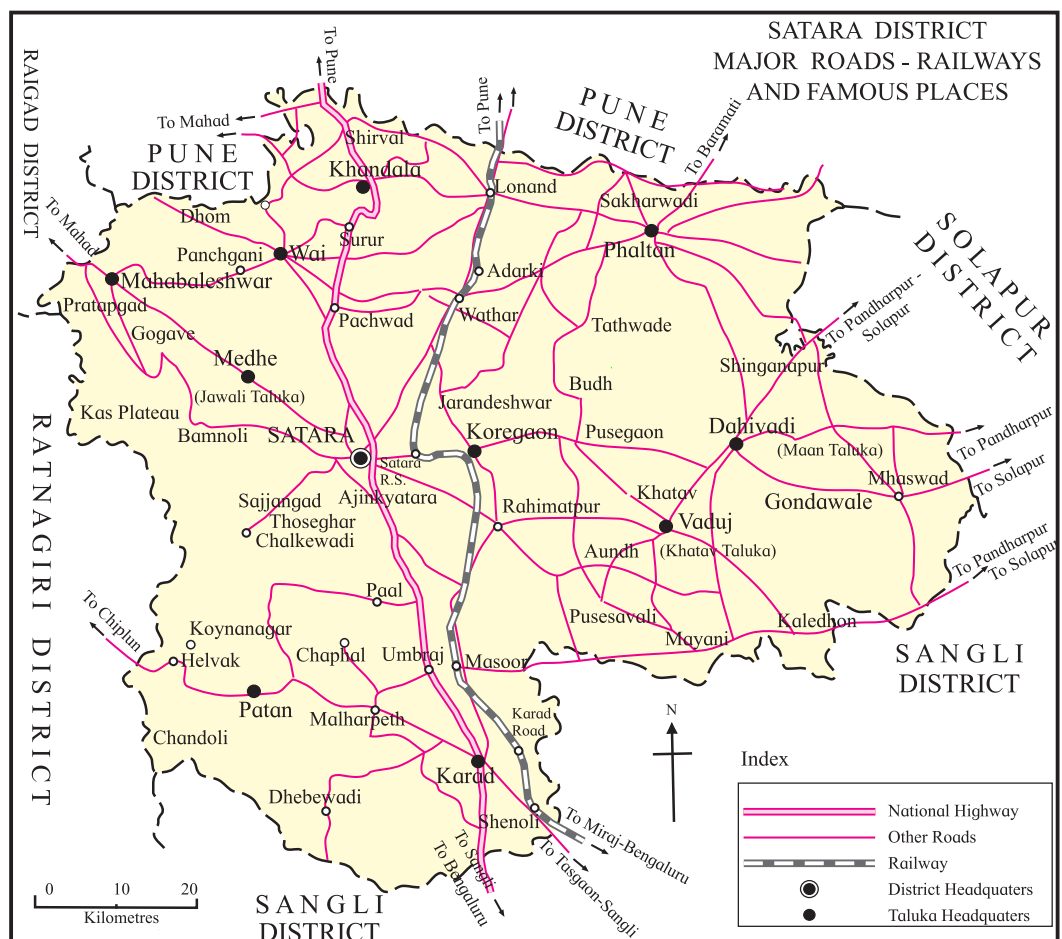 SATARA DISTRICT
MAJOR ROADS - RAILWAYS
AND FAMOUS PLACES
RAIGAD DISTRICT
To Pune
To Pune
To Mahad
PUNE
DISTRICT
PUNE
DISTRICT
To Baramati
Shirval
Khandala
Lonand
Sakharwadi
Dhom
Surur
Phaltan
To Mahad
Panchgani
Wai
Adarki
SOLAPUR
DISTRICT
Mahabaleshwar
Pratapgad
Pachwad
Wathar
To Pandharpur -
Solapur
Gogave
Tathwade
Medhe
(Jawali Taluka)
Shinganapur
Budh
Kas Plateau
Jarandeshwar
Bamnoli
SATARA
Koregaon
Pusegaon
Dahivadi
(Maan Taluka)
To Pandharpur
Satara
R.S.
Mhaswad
To Solapur
Ajinkyatara
Khatav
Gondawale
Sajjangad
Thoseghar
Chalkewadi
Rahimatpur
Vaduj
(Khatav Taluka)
Aundh
To Pandharpur
To Solapur
RATNAGIRI DISTRICT
Paal
Pusesavali
Kaledhon
Mayani
To Chiplun
Koynanagar
Helvak
Chaphal
Umbraj
Masoor
SANGLI
DISTRICT
Patan
Malharpeth
Karad
Road
N
Chandoli
Karad
Index
Dhebewadi
Shenoli
National Highway
Other Roads
Railway
District Headquaters
Taluka Headquaters
To Miraj-Bengaluru
To Tasgaon-Sangli
To Sangli
To Bengaluru
0 10 20
Kilometres
SANGLI
DISTRICT